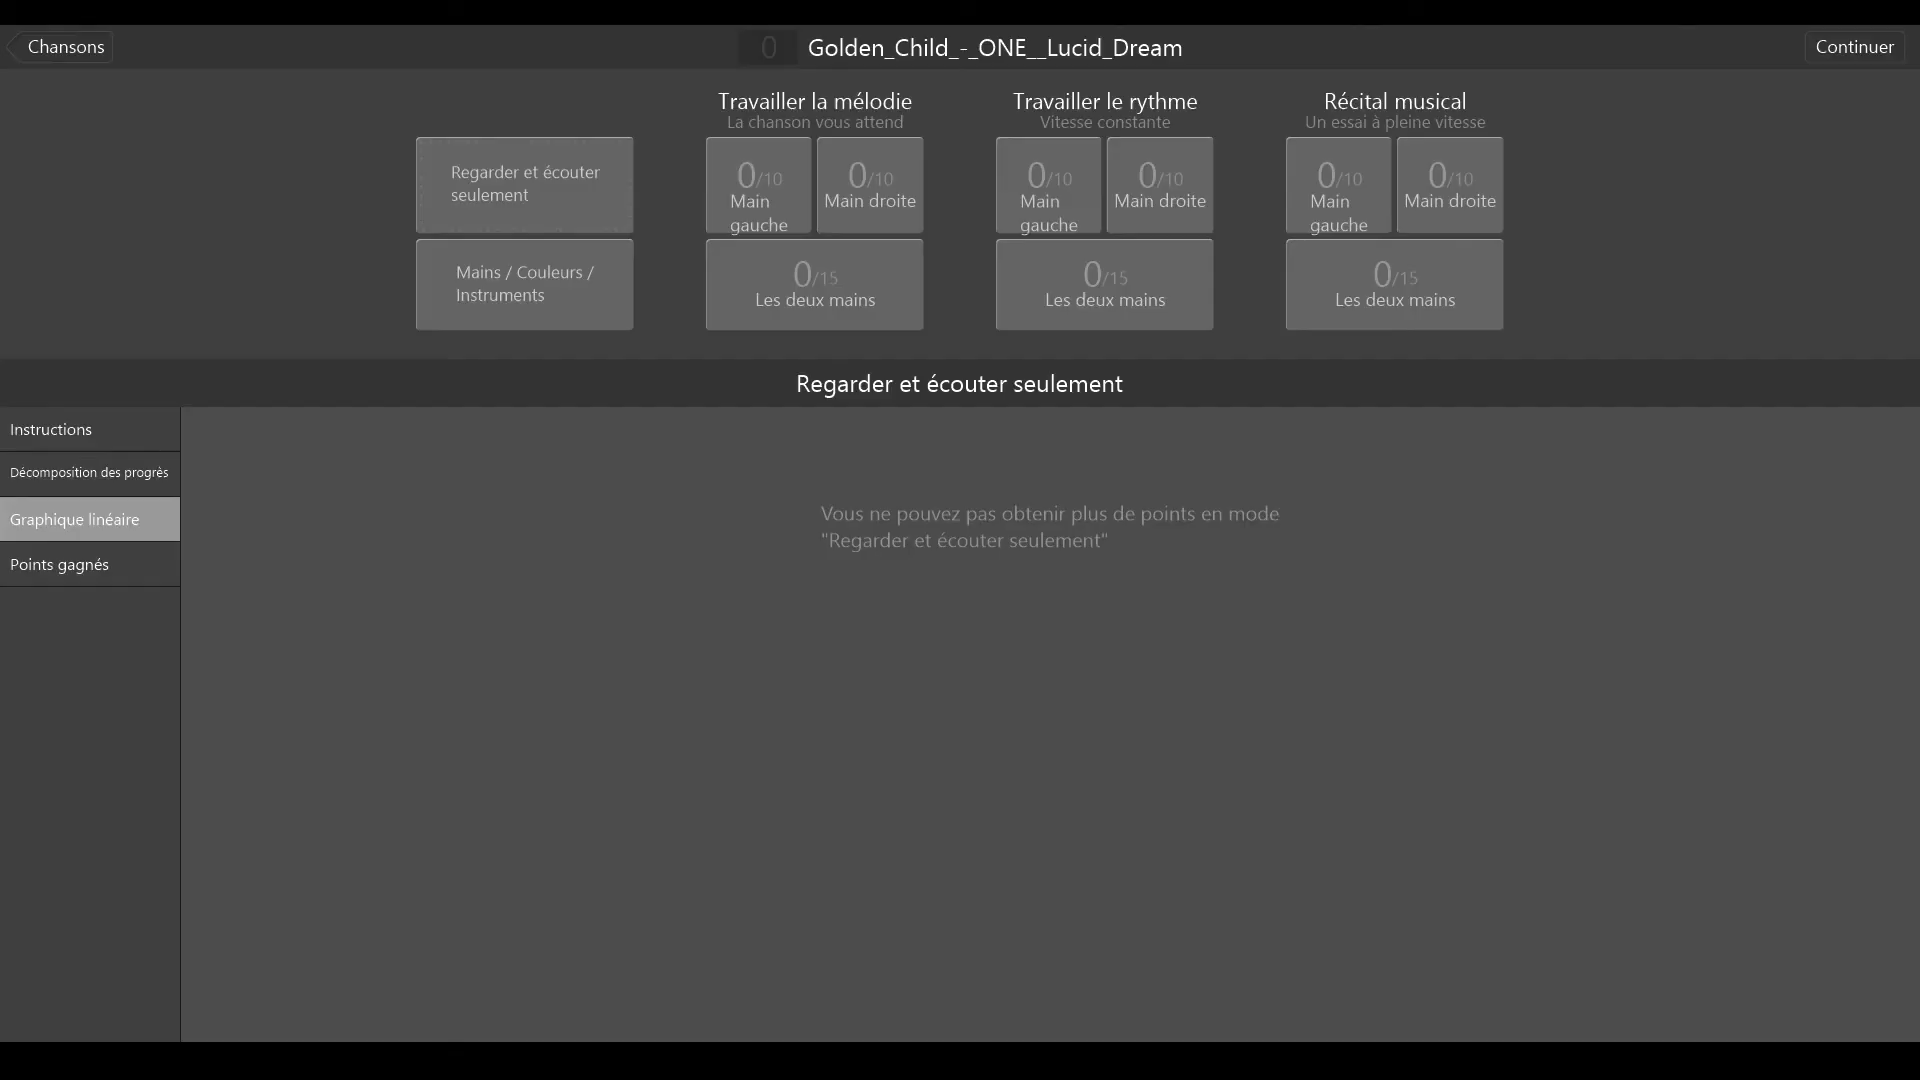 Chansons
0 Golden_Child_-_ONE__Lucid_Dream
Continuer
Travailler la mélodie
La chanson vous attend
Travailler le rythme
Vitesse constante
Récital musical
Un essai à pleine vitesse
Regarder et écouter
seulement
0/10
Main
gauche
0/10
Main droite
0/10
Main
gauche
0/10
Main droite
0/10
Main
gauche
0/10
Main droite
Mains / Couleurs /
Instruments
0/15
Les deux mains
0/15
Les deux mains
0/15
Les deux mains
Regarder et écouter seulement
Instructions
Décomposition des progrès
Graphique linéaire
Points gagnés
Vous ne pouvez pas obtenir plus de points en mode
"Regarder et écouter seulement"